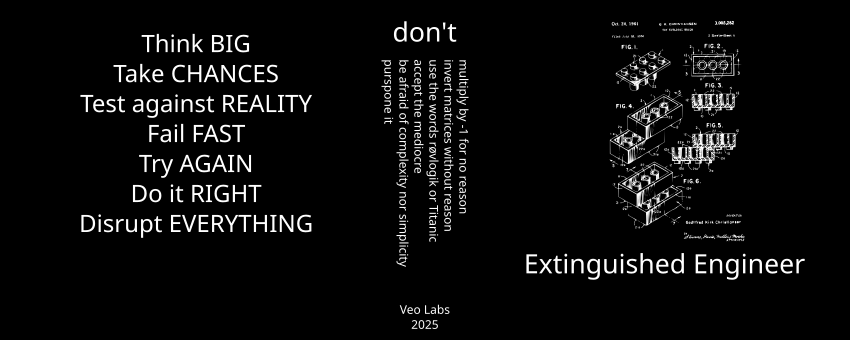 Think BIG
Take CHANCES
Test against REALITY
Fail FAST
Try AGAIN
Do it RIGHT
Disrupt EVERYTHING
don't
multiply by -1 for no reason
invert matrices without reason
use the words røvlogik or Titanic
accept the mediocre
be afraid of complexity nor simplicity
purspone it
Veo Labs
2025
Oct. 24, 1961
G. K. CHRISTIANSEN
3,005,282
TOY BUILDING BRICK
FIG. 1.
FIG. 2.
FIG. 3.
FIG. 4.
FIG. 5.
FIG. 6.
INVENTOR
Godtfred Kirk Christiansen
Extinguished Engineer